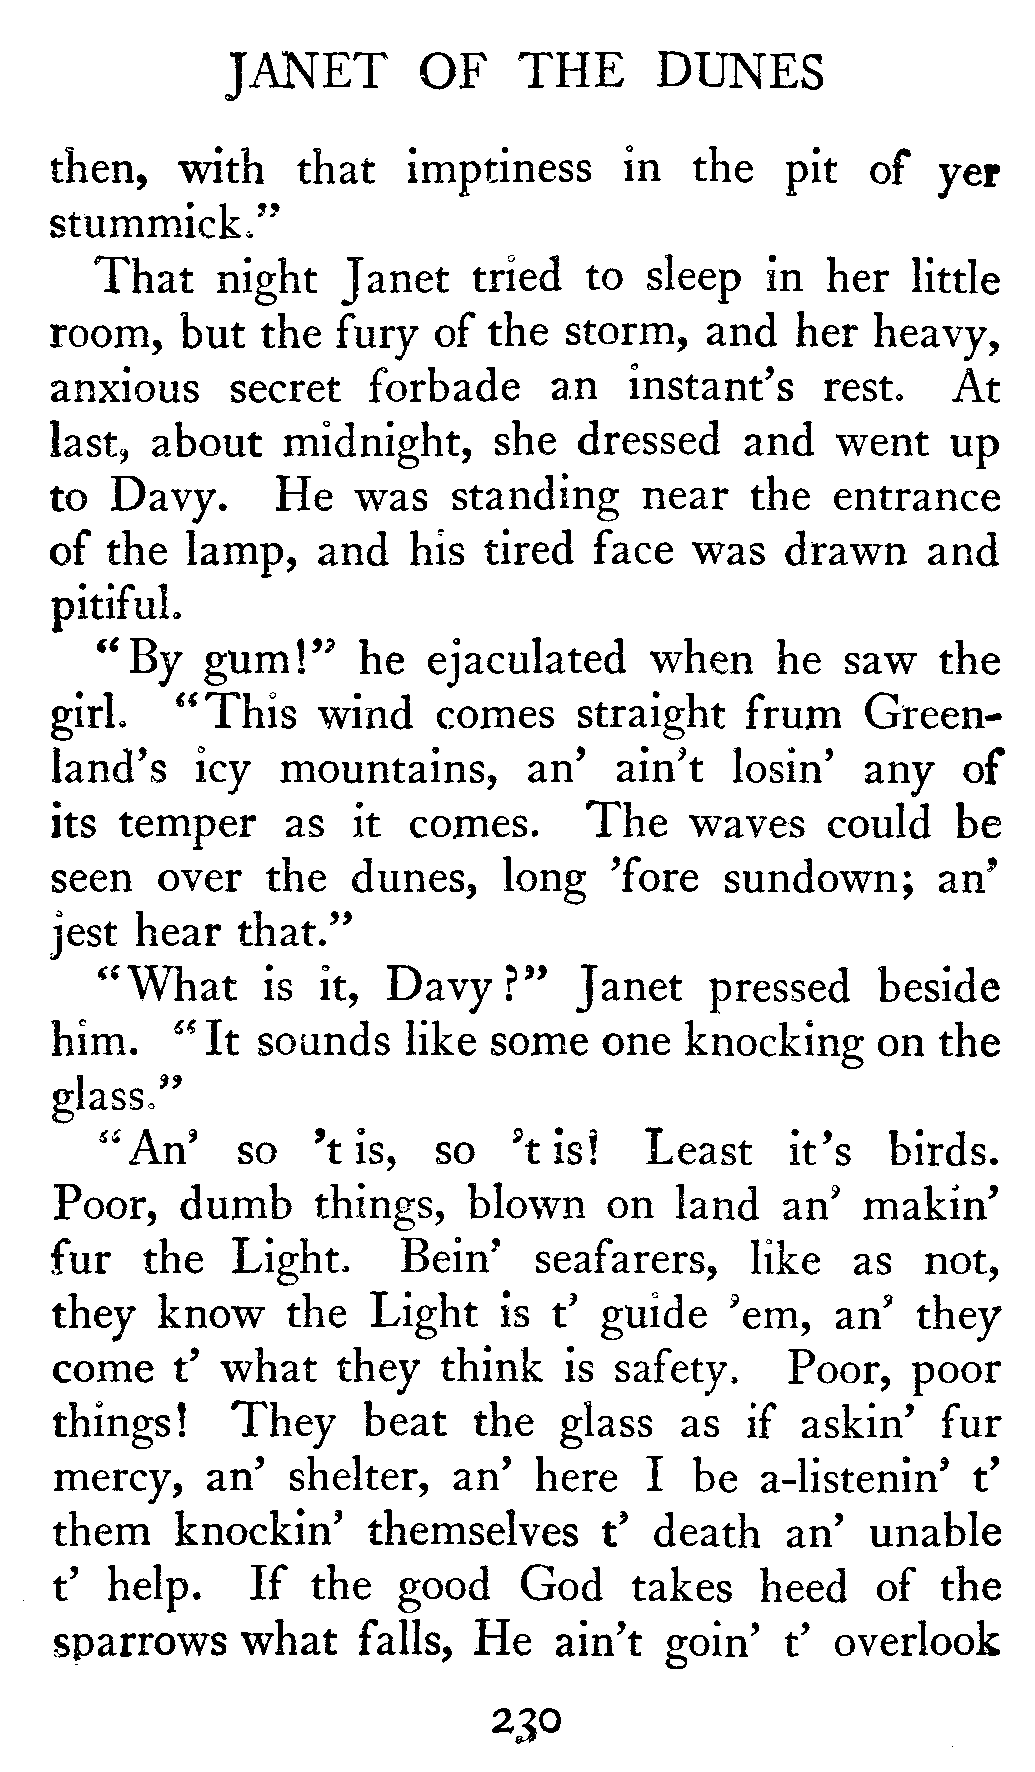 JANET OF THE DUNES
then, with that imptiness in the pit of yer
stummick."
That night Janet tried to sleep in her little
room, but the fury of the storm, and her heavy,
anxious secret forbade an instant's rest. At
last, about midnight, she dressed and went up
to Davy. He was standing near the entrance
of the lamp, and his tired face was drawn and
pitiful.
"By gum!" he ejaculated when he saw the
girl. "This wind comes straight frum Green-
land's icy mountains, an' ain't losin' any of
its temper as it comes. The waves could be
seen over the dunes, long 'fore sundown; an'
jest hear that."
"What is it, Davy?" Janet pressed beside
him. "It sounds like some one knocking on the
glass."
"An' so 't is, so 't is! Least it's birds.
Poor, dumb things, blown on land an' makin'
fur the Light. Bein' seafarers, like as not,
they know the Light is t' guide 'em, an' they
come t' what they think is safety. Poor, poor
things! They beat the glass as if askin' fur
mercy, an' shelter, an' here I be a-listenin' t'
them knockin' themselves t' death an' unable
t' help. If the good God takes heed of the
sparrows what falls, He ain't goin' t' overlook
230